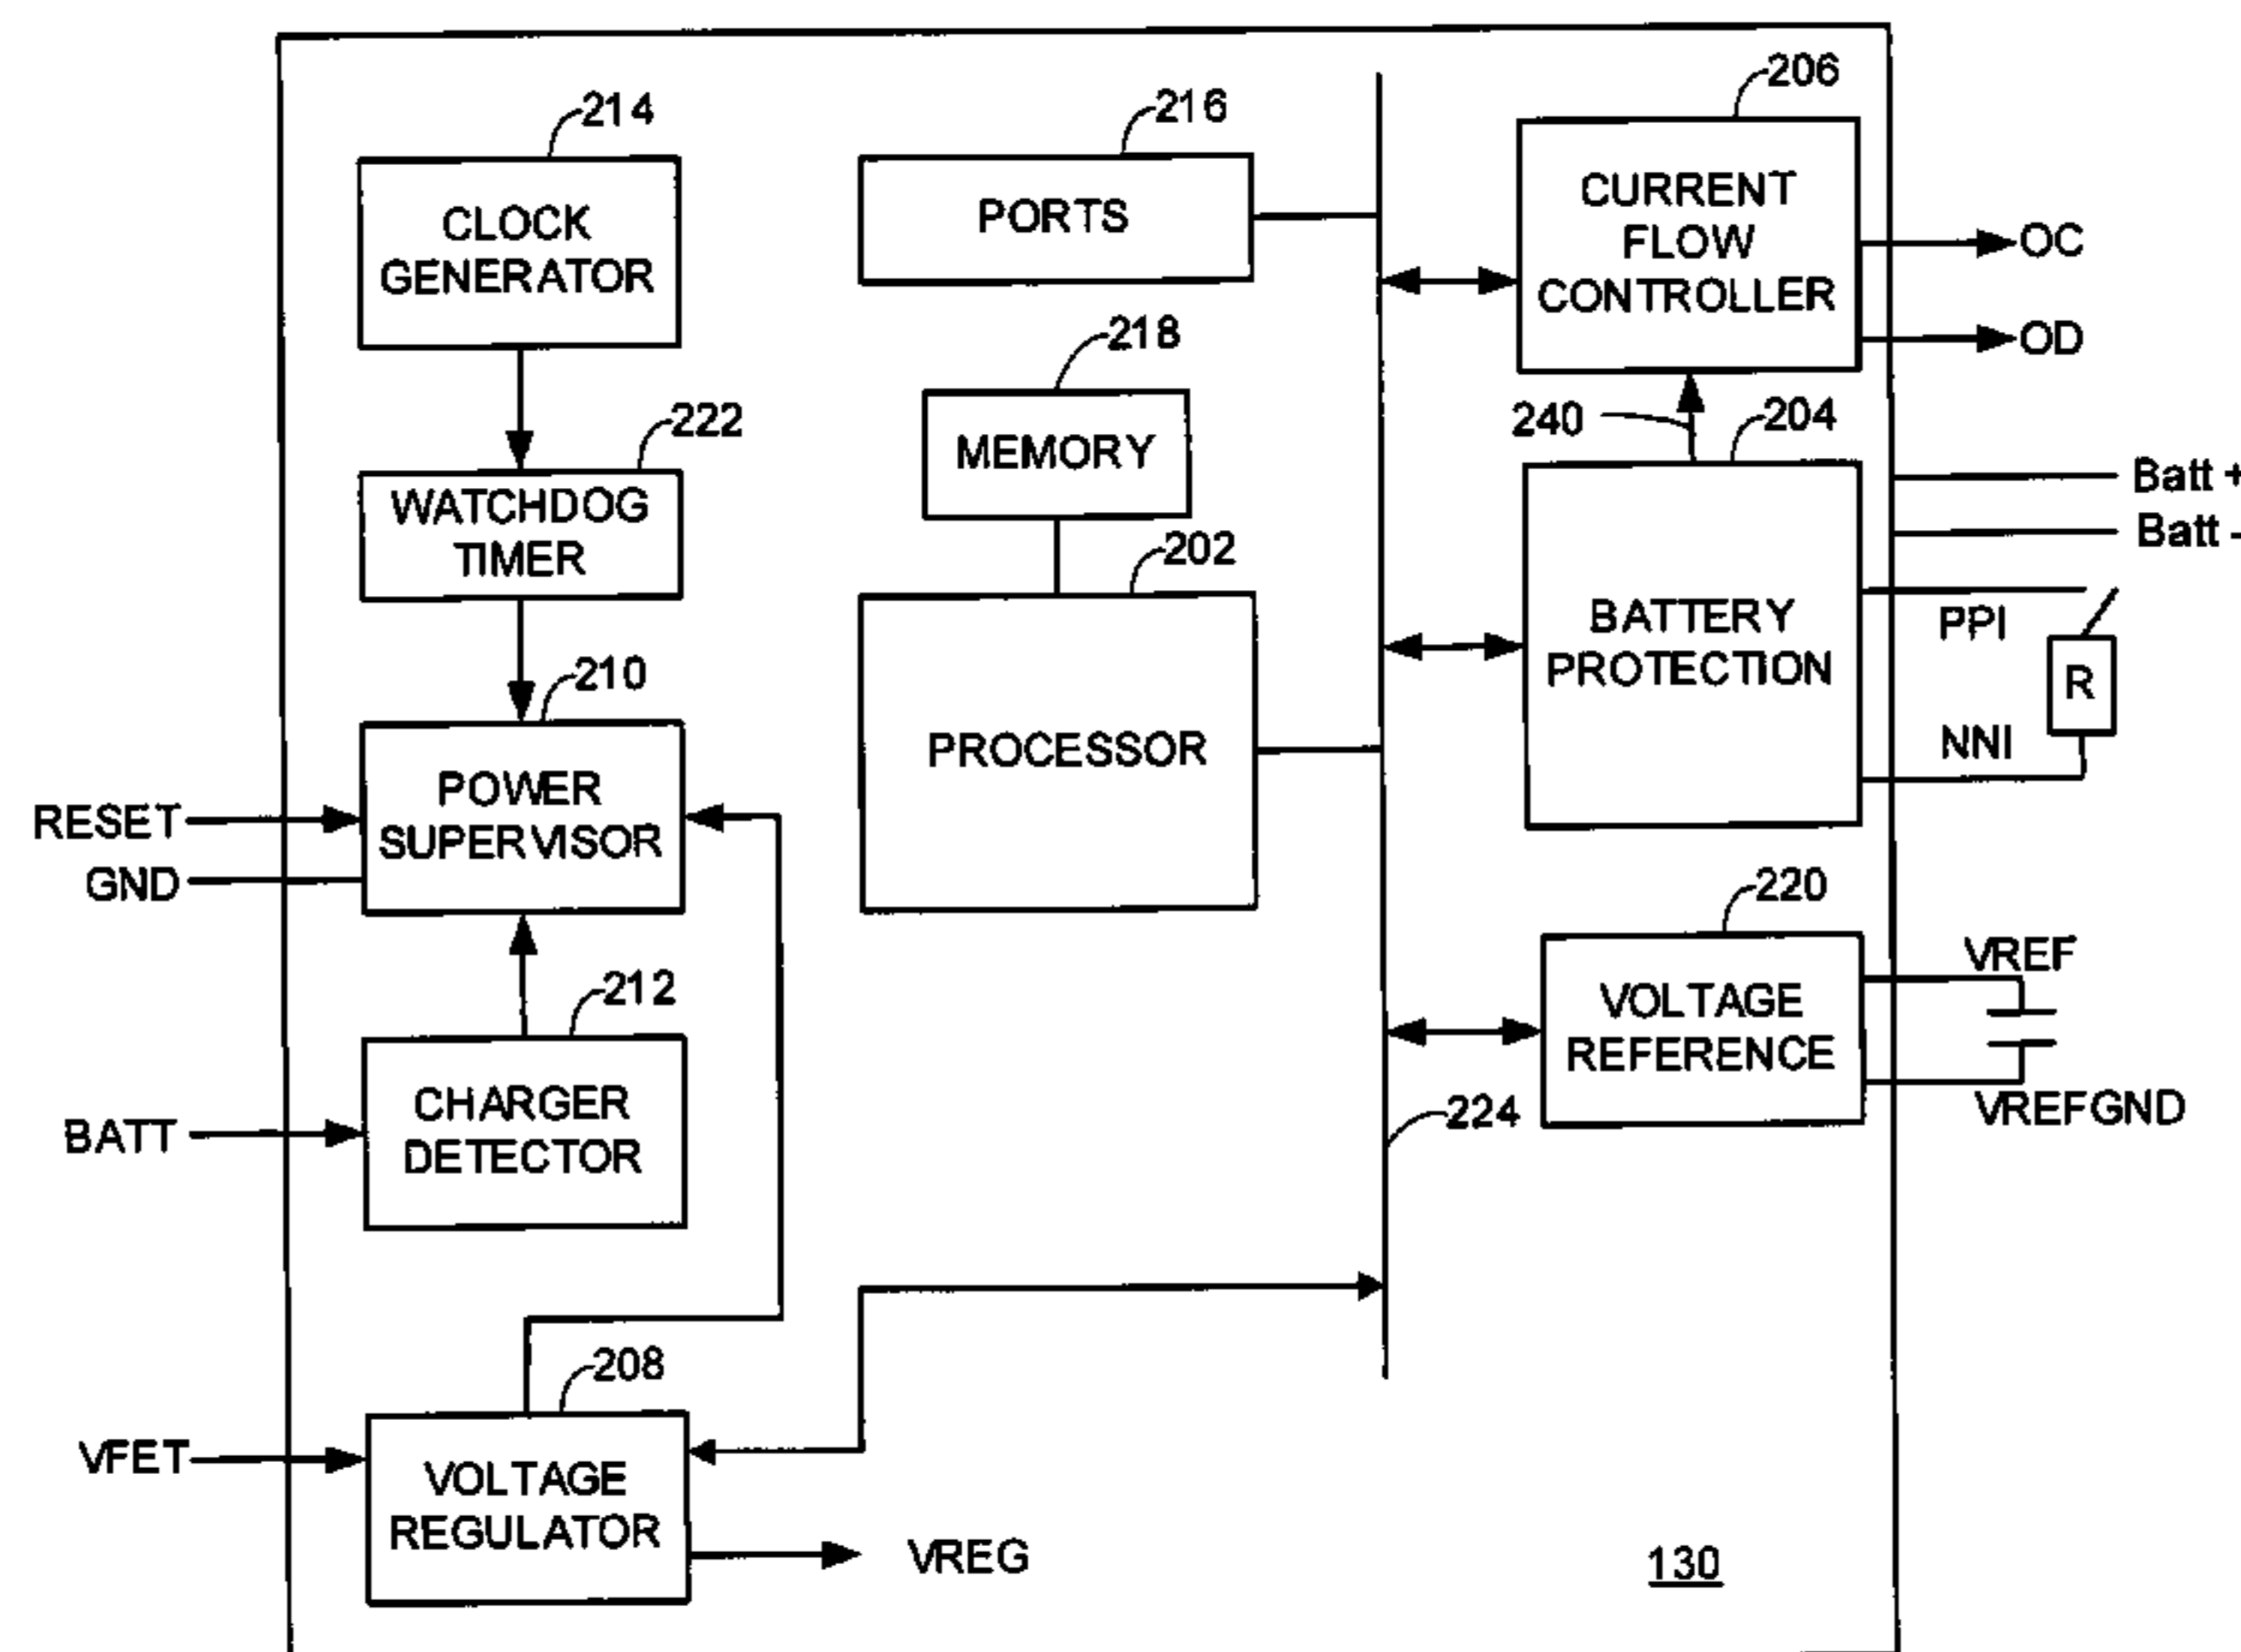 214
CLOCK
GENERATOR
216
PORTS
206
CURRENT
FLOW
CONTROLLER
OC
OD
218
MEMORY
222
WATCHDOG
TIMER
240
204
BATTERY
PROTECTION
Batt +
Batt -
PPI
R
NNI
202
PROCESSOR
210
POWER
SUPERVISOR
RESET
GND
212
CHARGER
DETECTOR
BATT
220
VOLTAGE
REFERENCE
VREF
VREFGND
224
208
VOLTAGE
REGULATOR
VFET
VREG
130